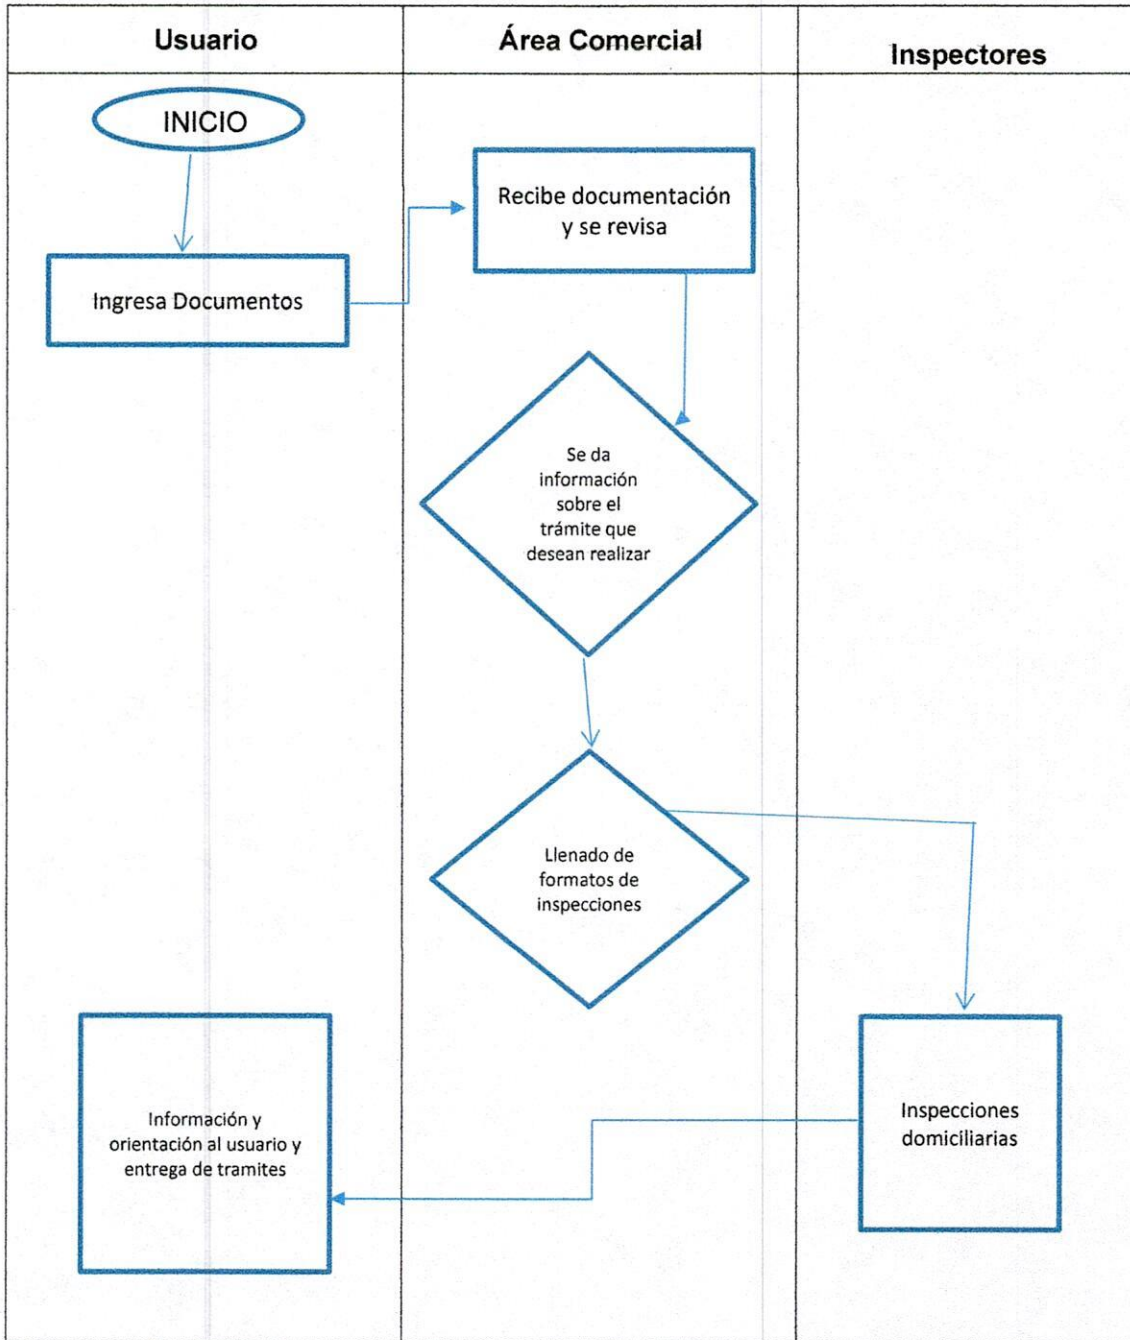 Usuario
Área Comercial
Inspectores
INICIO
Recibe documentación
y se revisa
Ingresa Documentos
Se da
información
sobre el
trámite que
desean realizar
Llenado de
formatos de
inspecciones
Inspecciones
domiciliarias
Información y
orientación al usuario y
entrega de tramites